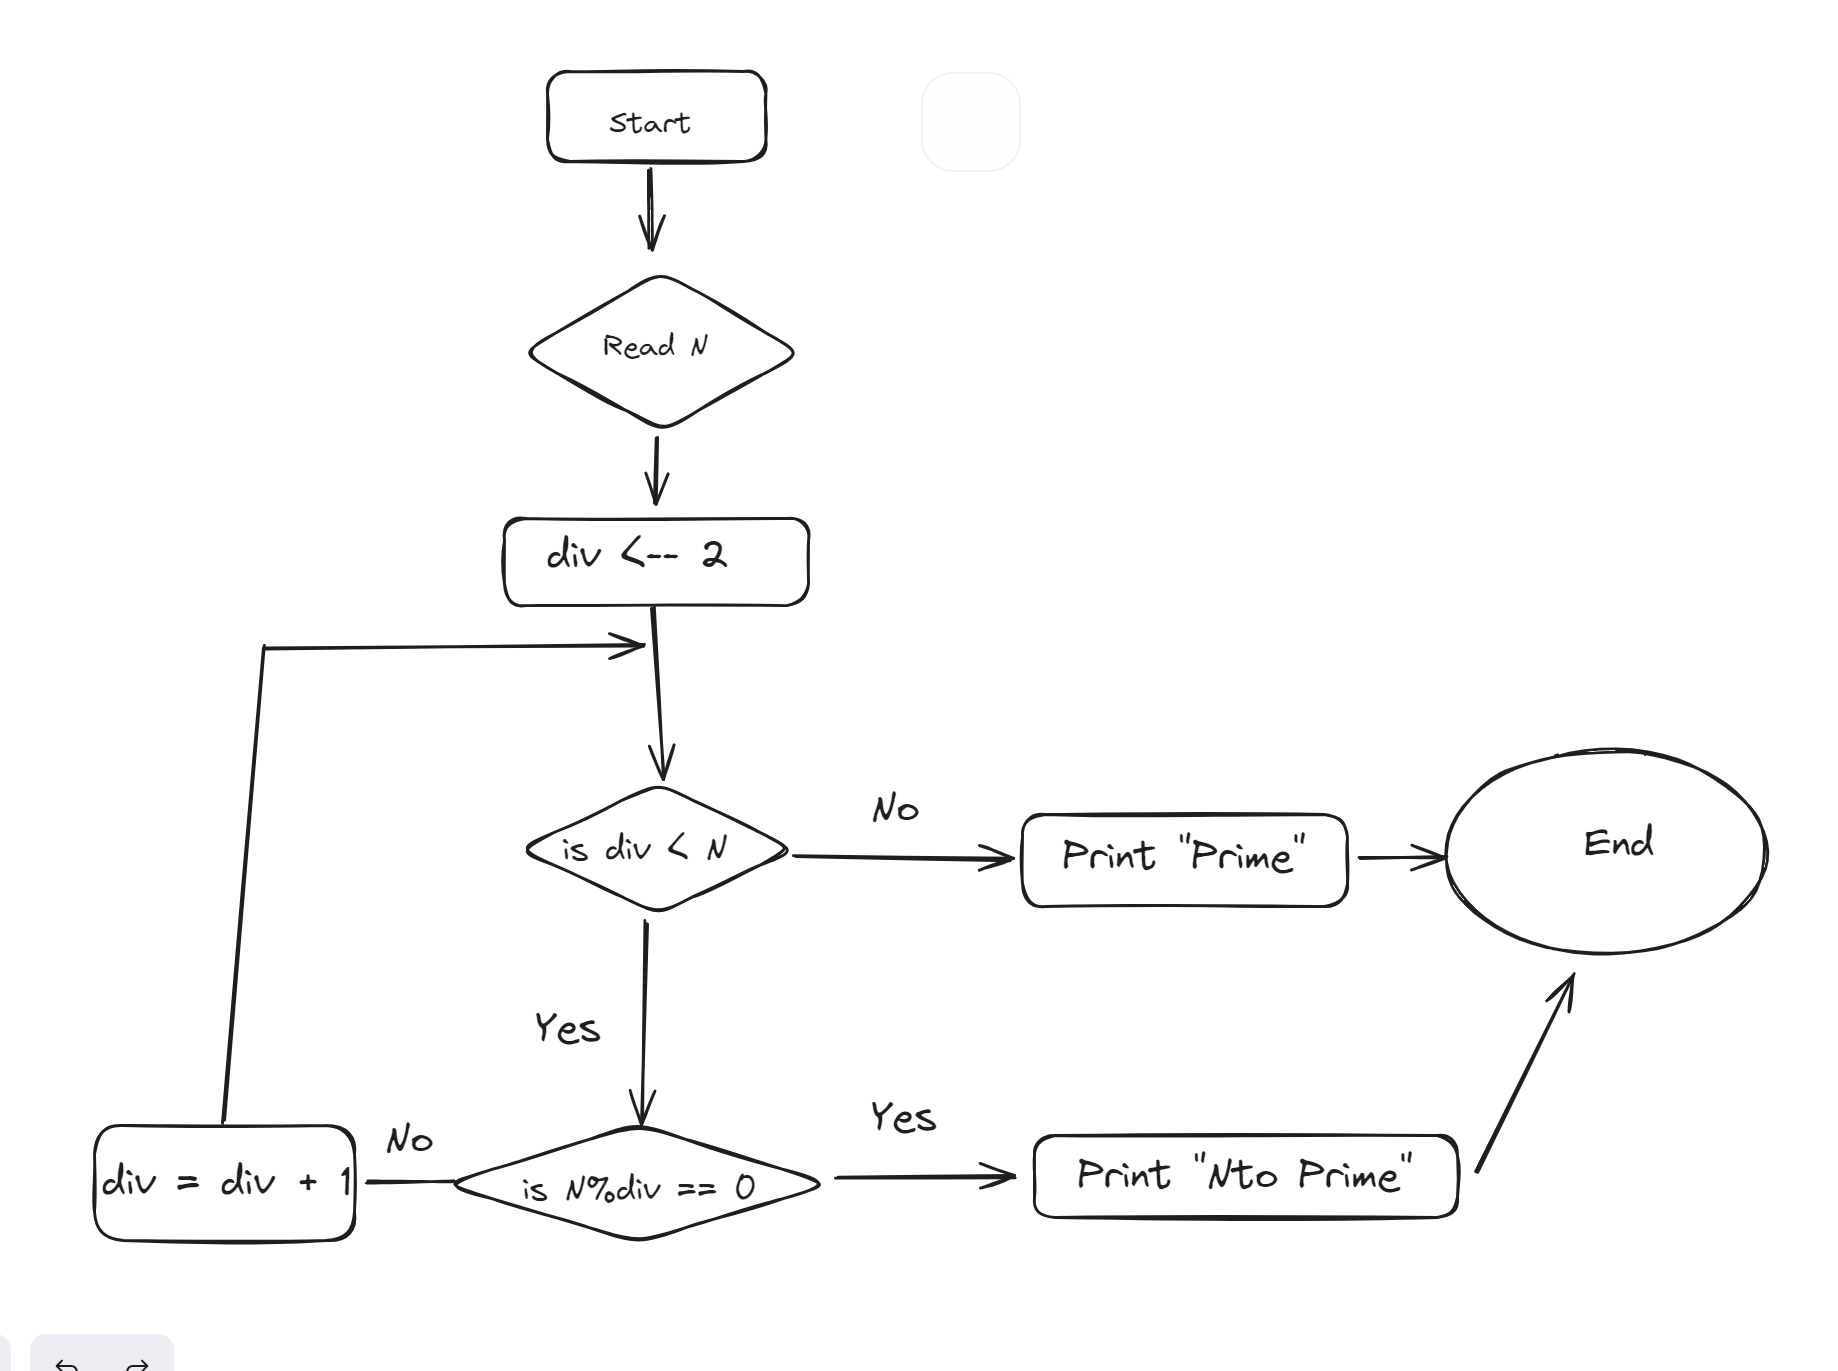 Start
Read N
div <-- 2
is div < N
No
Print "Prime"
End
Yes
No
is N%div == 0
Yes
Print "Nto Prime"
div = div + 1